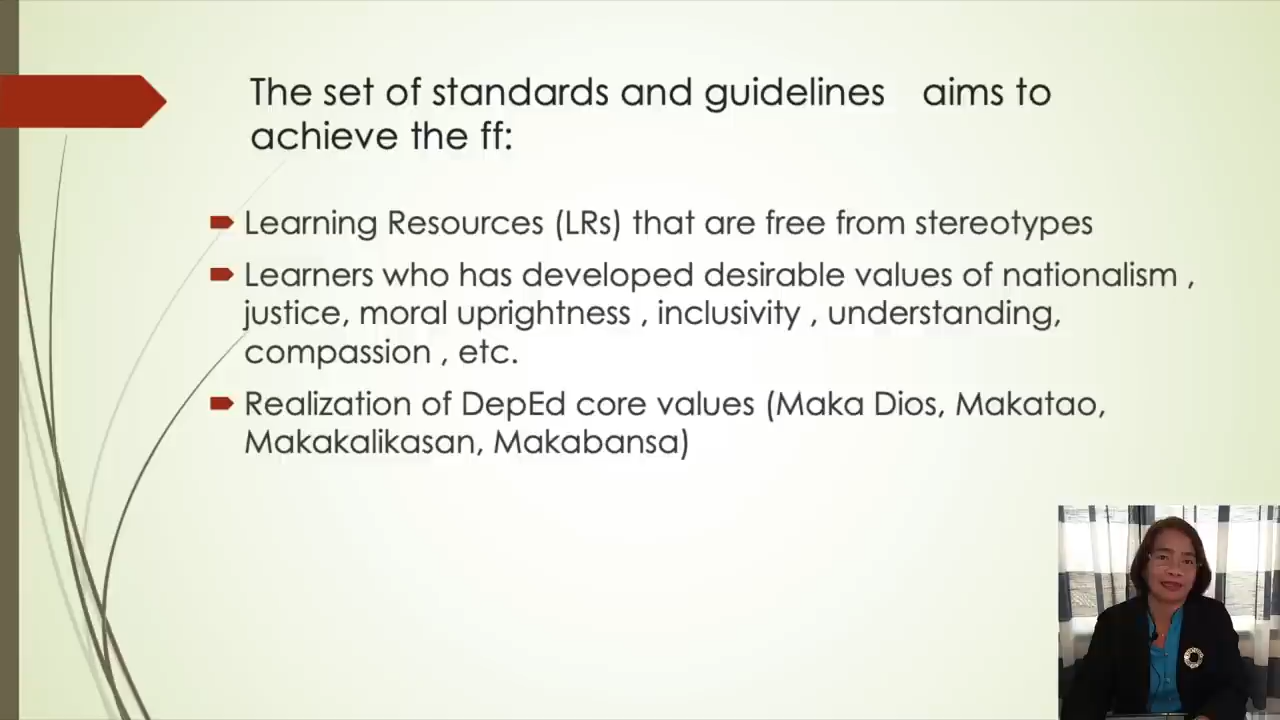 The set of standards and guidelines aims to
achieve the ff:
Learning Resources (LRs) that are free from stereotypes
Learners who has developed desirable values of nationalism ,
justice, moral uprightness , inclusivity , understanding,
compassion , etc.
Realization of DepEd core values (Maka Dios, Makatao,
Makakalikasan, Makabansa)